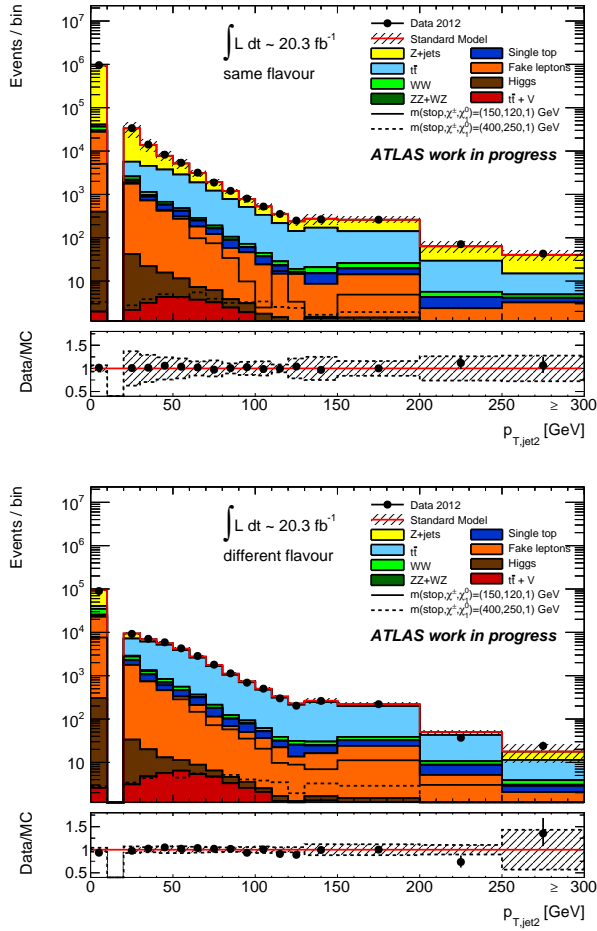 Events / bin
10^7
10^6
10^5
10^4
10^3
10^2
10
1
∫ L dt ~ 20.3 fb^-1
same flavour
Data 2012
Standard Model
Z+jets
Single top
tt̄
Fake leptons
WW
Higgs
ZZ+WZ
tt̄ + V
m(stop,χ^±,χ^0_1)=(150,120,1) GeV
m(stop,χ^±,χ^0_1)=(400,250,1) GeV
ATLAS work in progress
Data/MC
1.5
1
0.5
0 50 100 150 200 250 ≥ 300
p_T,jet2 [GeV]
Events / bin
10^7
10^6
10^5
10^4
10^3
10^2
10
1
∫ L dt ~ 20.3 fb^-1
different flavour
Data 2012
Standard Model
Z+jets
Single top
tt̄
Fake leptons
WW
Higgs
ZZ+WZ
tt̄ + V
m(stop,χ^±,χ^0_1)=(150,120,1) GeV
m(stop,χ^±,χ^0_1)=(400,250,1) GeV
ATLAS work in progress
Data/MC
1.5
1
0.5
0 50 100 150 200 250 ≥ 300
p_T,jet2 [GeV]